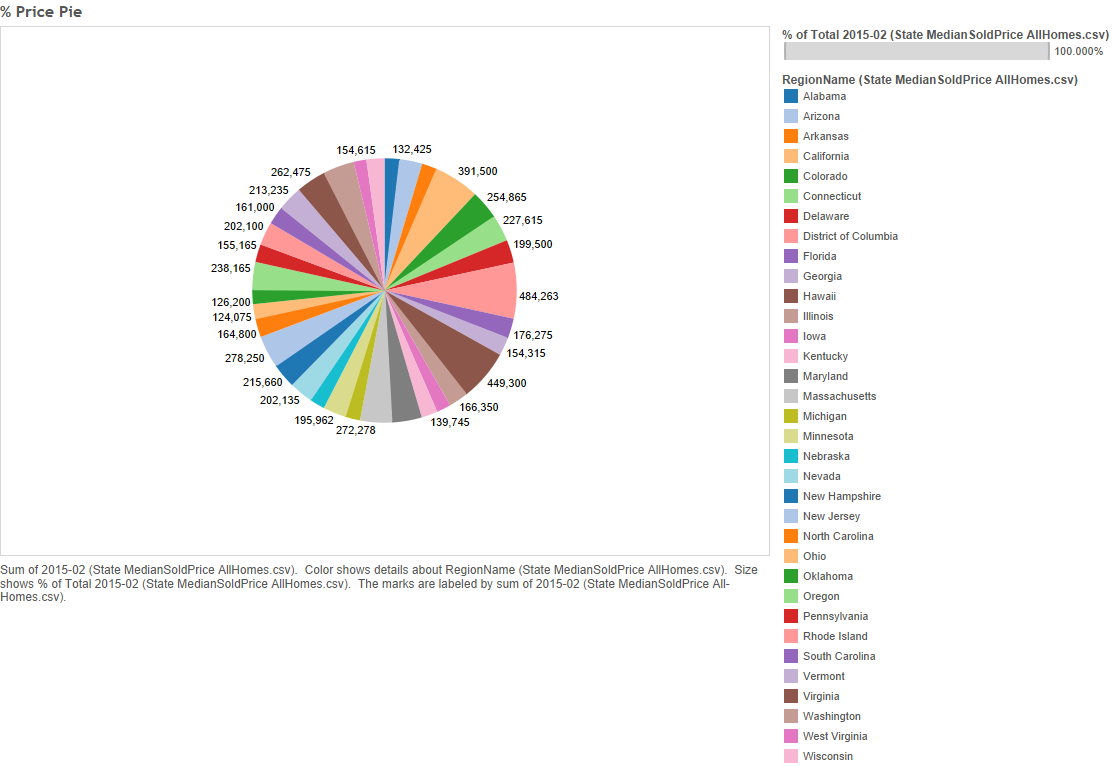 % Price Pie
154,615
132,425
391,500
254,865
227,615
199,500
484,263
176,275
154,315
449,300
166,350
139,745
272,278
195,962
202,135
215,660
278,250
164,800
124,075
126,200
238,165
155,165
202,100
161,000
213,235
262,475
Sum of 2015-02 (State MedianSoldPrice AllHomes.csv).  Color shows details about RegionName (State MedianSoldPrice AllHomes.csv).  Size
shows % of Total 2015-02 (State MedianSoldPrice AllHomes.csv).  The marks are labeled by sum of 2015-02 (State MedianSoldPrice All-
Homes.csv).
% of Total 2015-02 (State MedianSoldPrice AllHomes.csv)
100.000%
RegionName (State MedianSoldPrice AllHomes.csv)
Alabama
Arizona
Arkansas
California
Colorado
Connecticut
Delaware
District of Columbia
Florida
Georgia
Hawaii
Illinois
Iowa
Kentucky
Maryland
Massachusetts
Michigan
Minnesota
Nebraska
Nevada
New Hampshire
New Jersey
North Carolina
Ohio
Oklahoma
Oregon
Pennsylvania
Rhode Island
South Carolina
Vermont
Virginia
Washington
West Virginia
Wisconsin